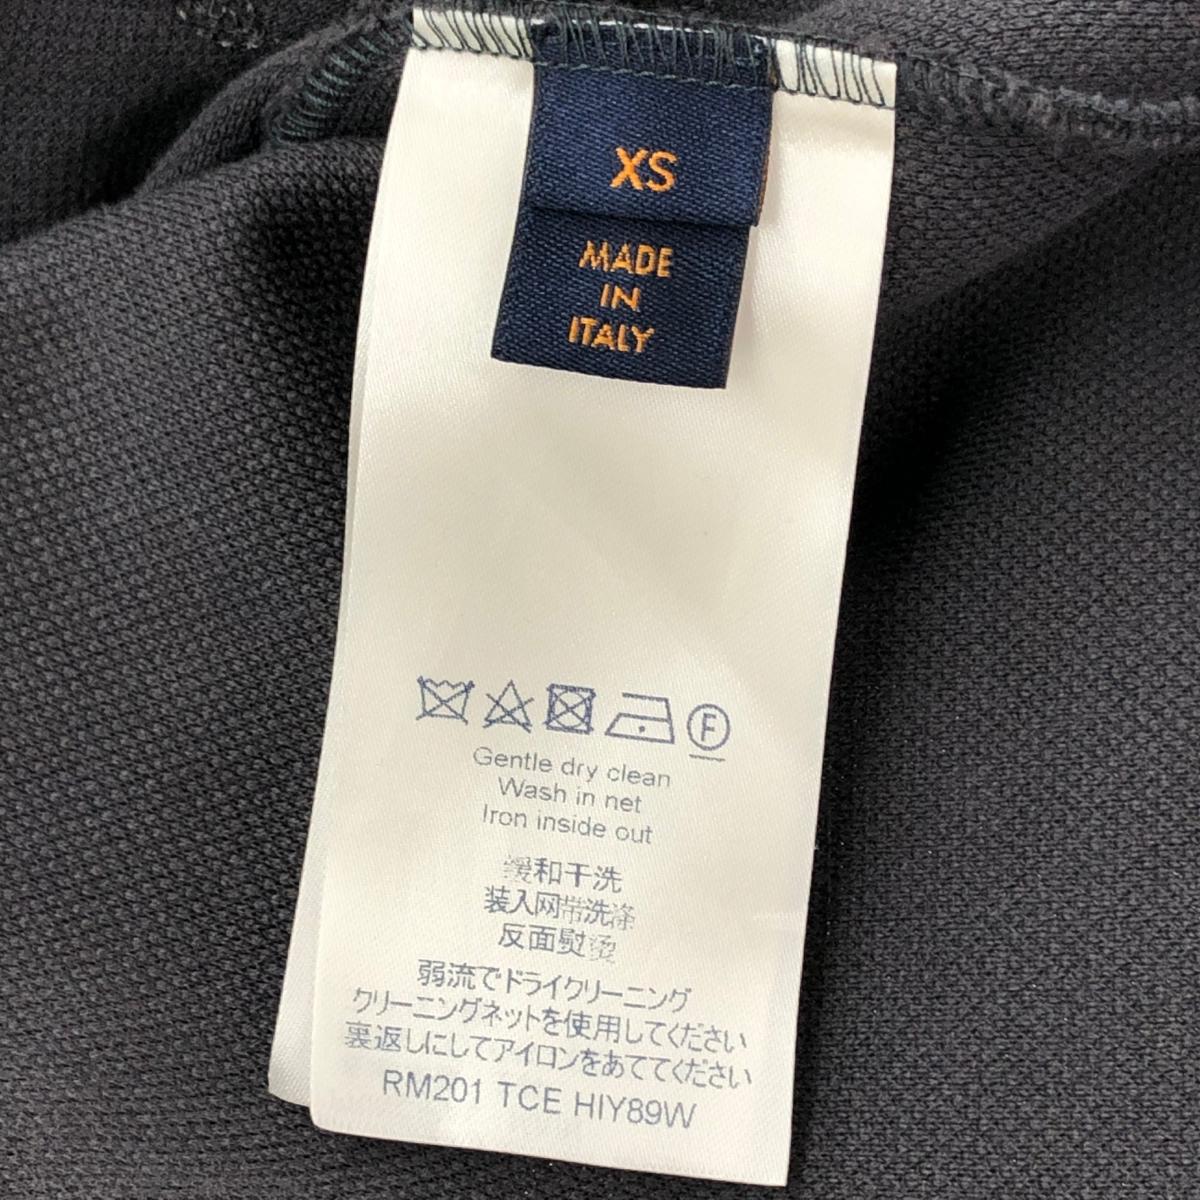 XS
MADE
IN
ITALY
F
Gentle dry clean
Wash in net
Iron inside out
缓和干洗
装入网带洗涤
反面熨烫
弱流でドライクリーニング
クリーニングネットを使用してください
裏返しにしてアイロンをあててください
RM201 TCE HIY89W